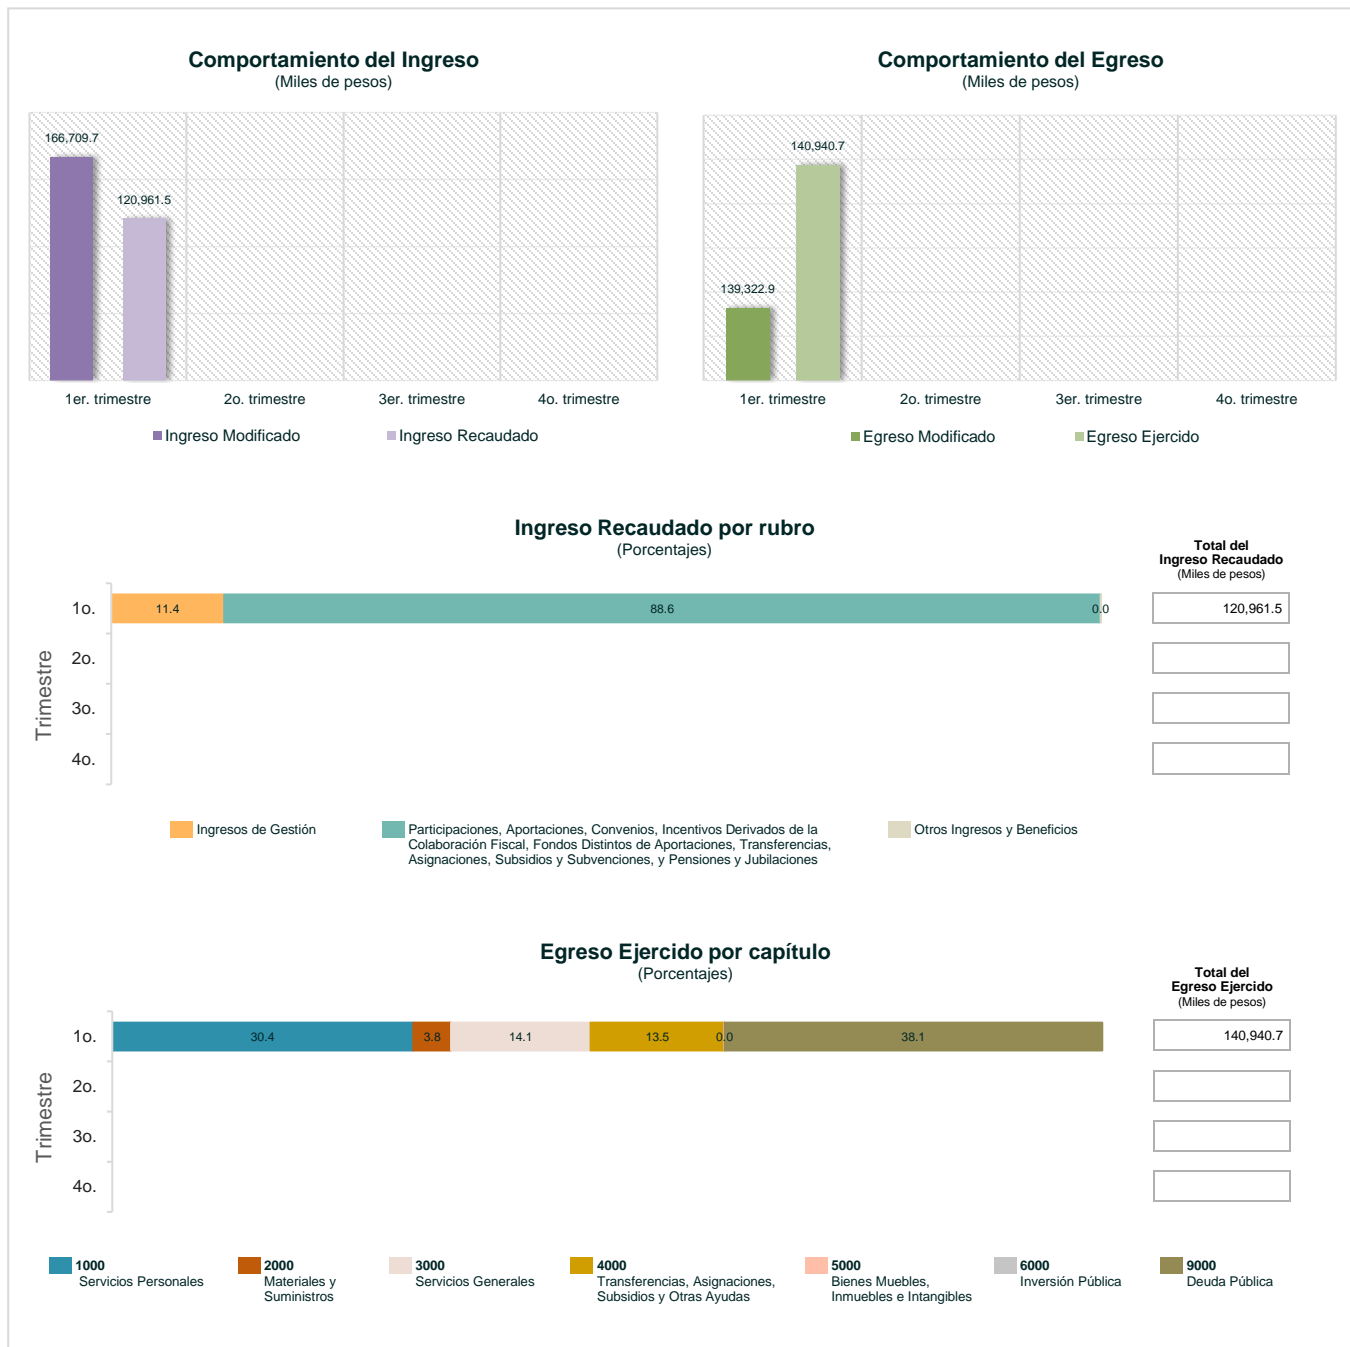 Comportamiento del Ingreso
(Miles de pesos)
166,709.7
120,961.5
1er. trimestre
2o. trimestre
3er. trimestre
4o. trimestre
Ingreso Modificado
Ingreso Recaudado
Comportamiento del Egreso
(Miles de pesos)
140,940.7
139,322.9
1er. trimestre
2o. trimestre
3er. trimestre
4o. trimestre
Egreso Modificado
Egreso Ejercido
Ingreso Recaudado por rubro
(Porcentajes)
Total del
Ingreso Recaudado
(Miles de pesos)
Trimestre
1o.
11.4
88.6
0.0
120,961.5
2o.
3o.
4o.
Ingresos de Gestión
Participaciones, Aportaciones, Convenios, Incentivos Derivados de la
Colaboración Fiscal, Fondos Distintos de Aportaciones, Transferencias,
Asignaciones, Subsidios y Subvenciones, y Pensiones y Jubilaciones
Otros Ingresos y Beneficios
Egreso Ejercido por capítulo
(Porcentajes)
Total del
Egreso Ejercido
(Miles de pesos)
Trimestre
1o.
30.4
3.8
14.1
13.5
0.0
38.1
140,940.7
2o.
3o.
4o.
1000
Servicios Personales
2000
Materiales y
Suministros
3000
Servicios Generales
4000
Transferencias, Asignaciones,
Subsidios y Otras Ayudas
5000
Bienes Muebles,
Inmuebles e Intangibles
6000
Inversión Pública
9000
Deuda Pública